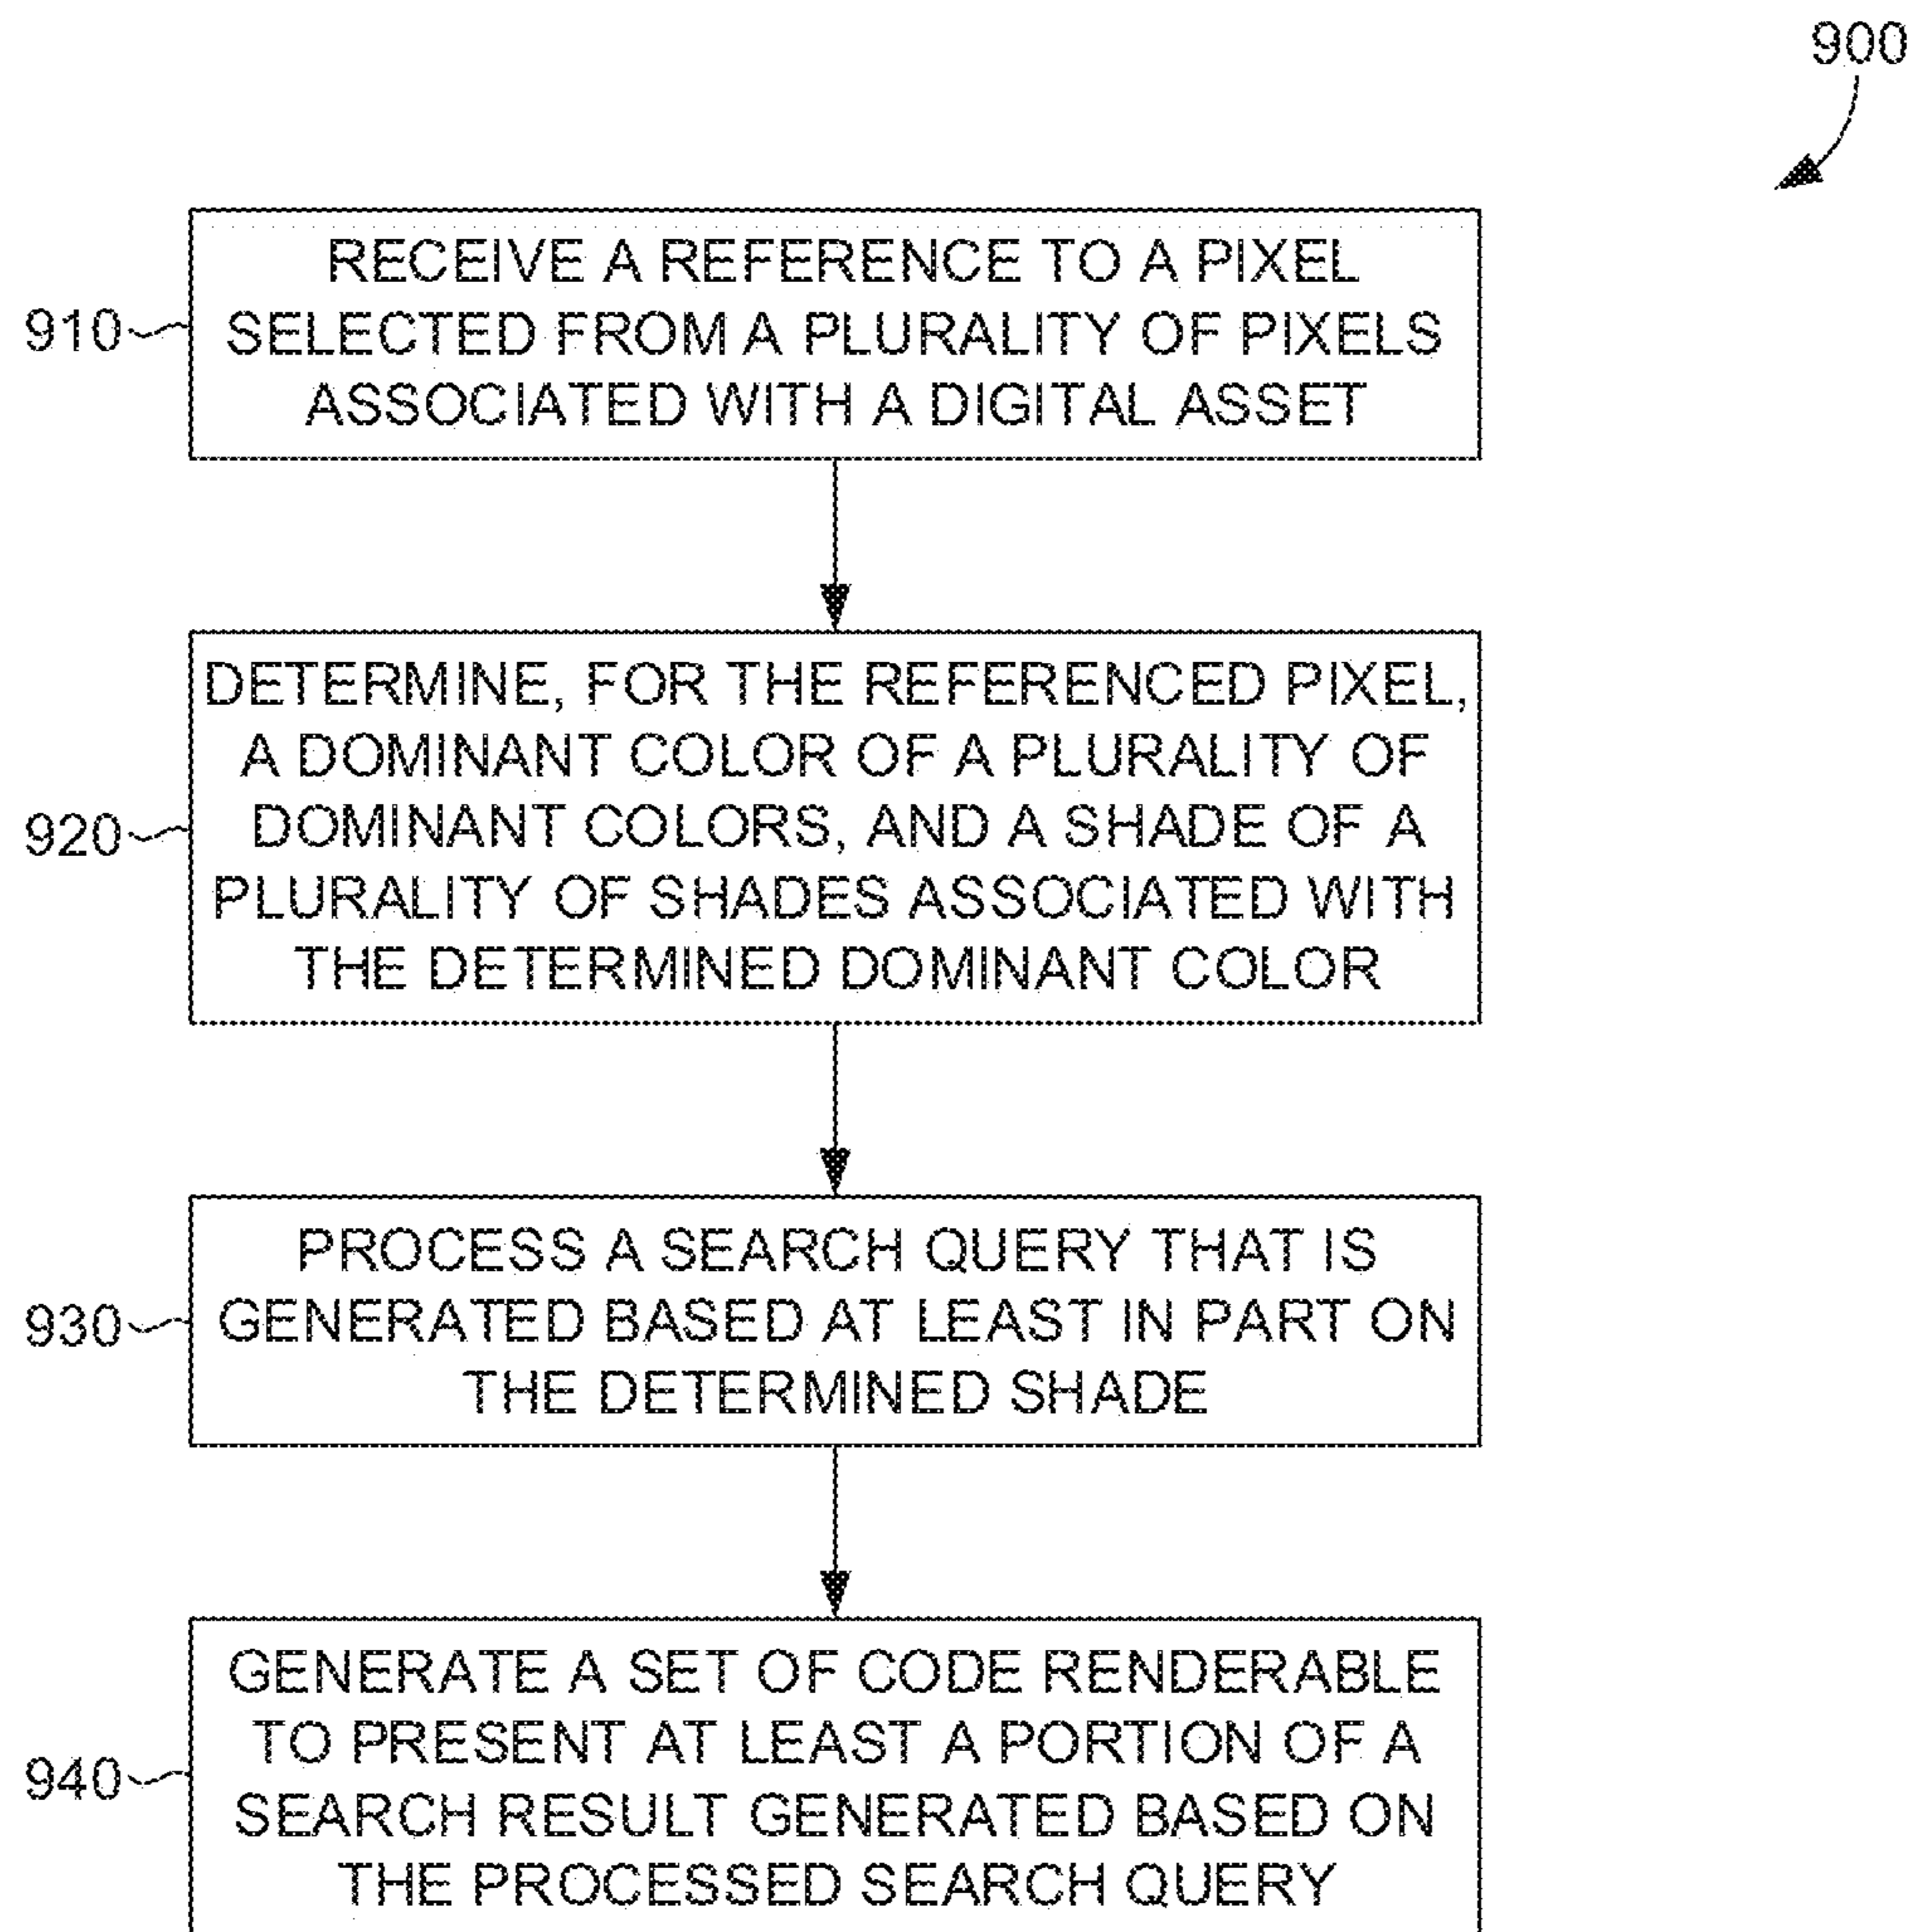 900
910
RECEIVE A REFERENCE TO A PIXEL
SELECTED FROM A PLURALITY OF PIXELS
ASSOCIATED WITH A DIGITAL ASSET
920
DETERMINE, FOR THE REFERENCED PIXEL,
A DOMINANT COLOR OF A PLURALITY OF
DOMINANT COLORS, AND A SHADE OF A
PLURALITY OF SHADES ASSOCIATED WITH
THE DETERMINED DOMINANT COLOR
930
PROCESS A SEARCH QUERY THAT IS
GENERATED BASED AT LEAST IN PART ON
THE DETERMINED SHADE
940
GENERATE A SET OF CODE RENDERABLE
TO PRESENT AT LEAST A PORTION OF A
SEARCH RESULT GENERATED BASED ON
THE PROCESSED SEARCH QUERY